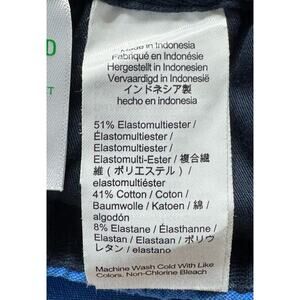 Made in Indonesia
Fabriqué en Indonésie
Hergestellt in Indonesien
Vervaardigd in Indonesië
インドネシア製
hecho en indonesia
51% Elastomultiester /
Élastomultiester /
Elastomultiester /
Elastomulti-Ester / 複合繊
維（ポリエステル）/
elastomultiéster
41% Cotton / Coton /
Baumwolle / Katoen / 綿 /
algodón
8% Elastane / Élasthanne /
Elastan / Elastaan / ポリウ
レタン / elastano
Machine Wash Cold With Like
Colors. Non-Chlorine Bleach